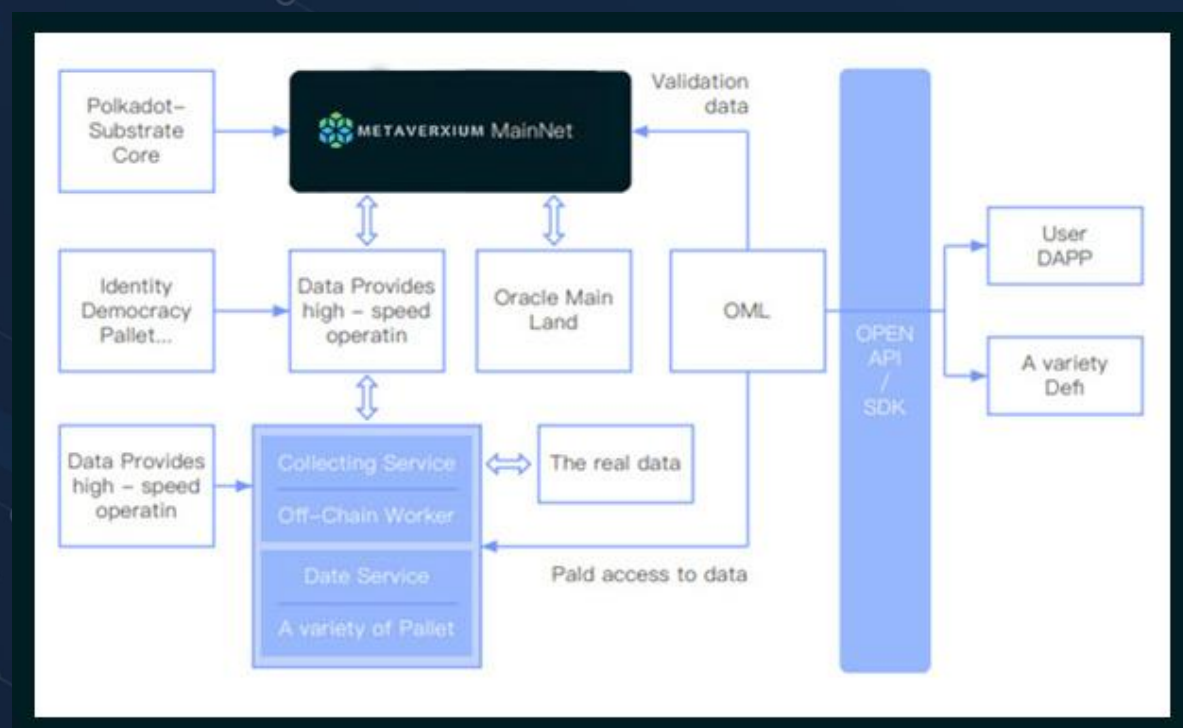 Polkadot-
Substrate
Core
METAVERXIUM MainNet
Validation
data
Identity
Democracy
Pallet...
Data Provides
high - speed
operatin
Oracle Main
Land
OML
OPEN
API
/
SDK
User
DAPP
A variety
Defi
Data Provides
high - speed
operatin
Collecting Service
Off-Chain Worker
Date Service
A variety of Pallet
The real data
Pald access to data